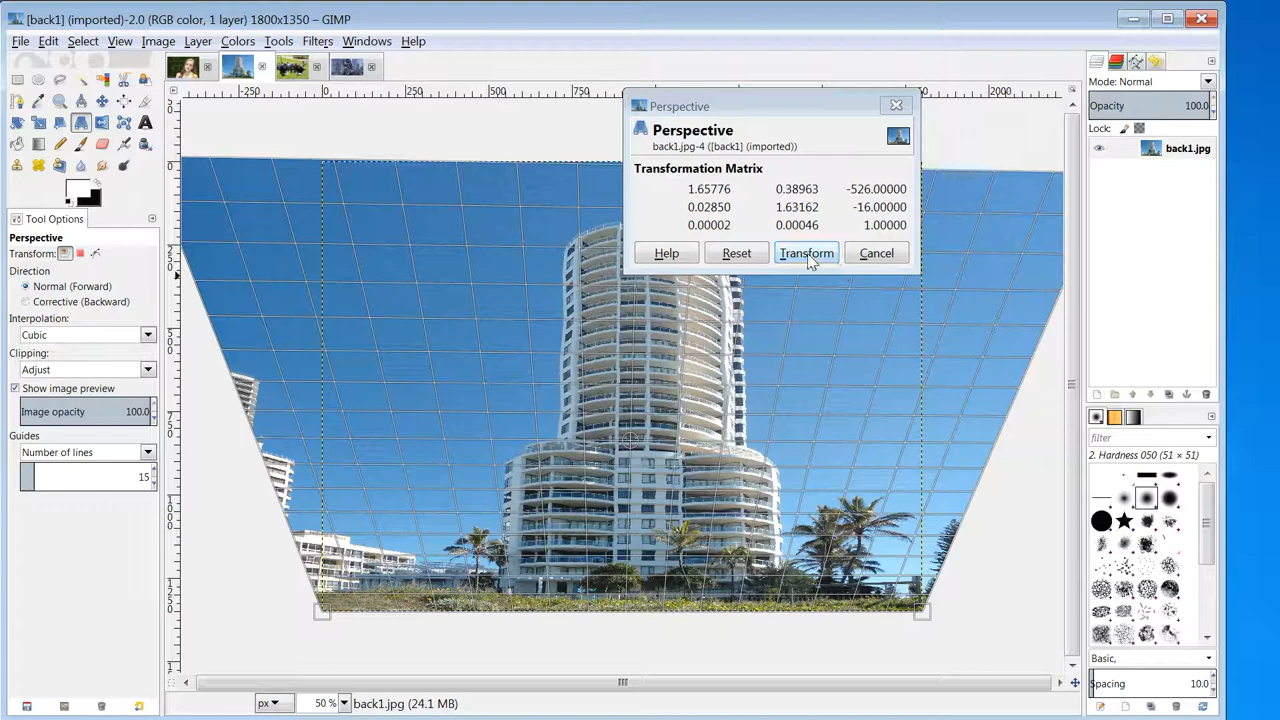 [back1] (imported)-2.0 (RGB color, 1 layer) 1800x1350 – GIMP
File Edit Select View Image Layer Colors Tools Filters Windows Help
-250 0 250 500 750 2000
Tool Options
Perspective
Transform:
Direction
Normal (Forward)
Corrective (Backward)
Interpolation:
Cubic
Clipping:
Adjust
Show image preview
Image opacity 100.0
Guides
Number of lines
15
Perspective
Perspective
back1.jpg-4 ([back1] (imported))
Transformation Matrix
1.65776 0.38963 -526.00000
0.02850 1.63162 -16.00000
0.00002 0.00046 1.00000
Help Reset Transform Cancel
Mode: Normal
Opacity 100.0
Lock:
back1.jpg
filter
2. Hardness 050 (51 × 51)
Basic,
Spacing 10.0
px 50 % back1.jpg (24.1 MB)